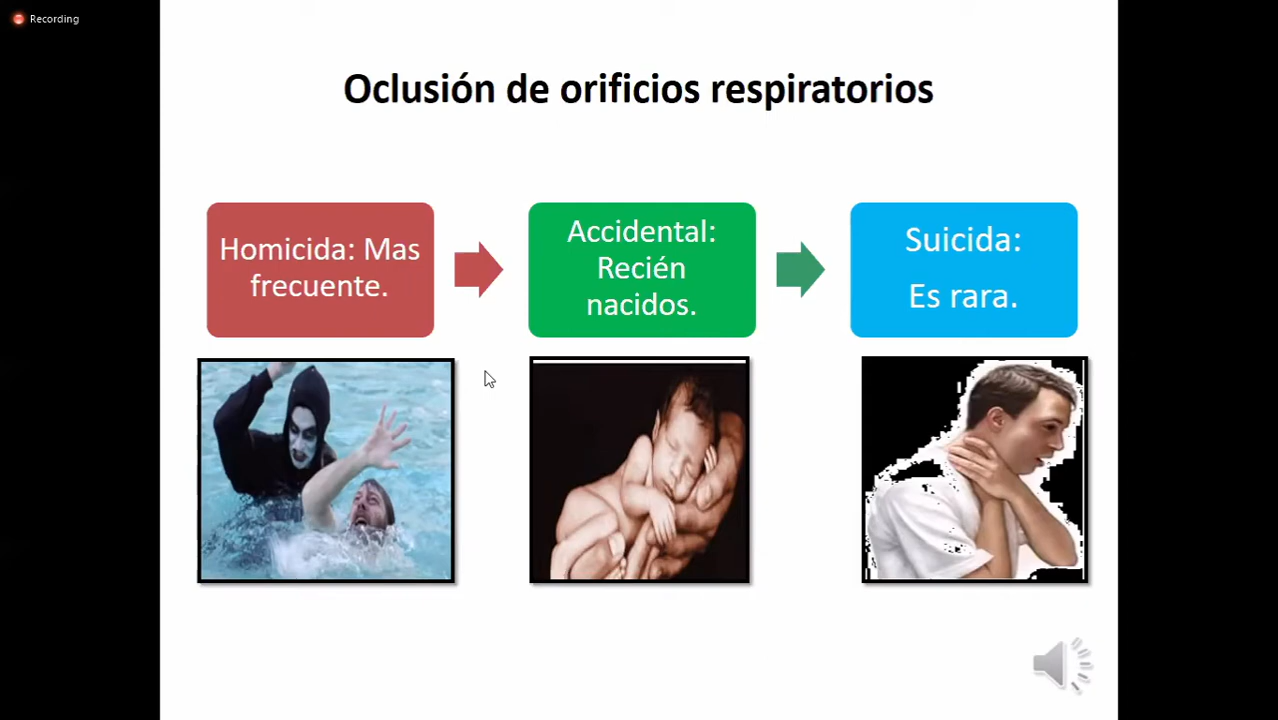 Recording
Oclusión de orificios respiratorios
Homicida: Mas
frecuente.
Accidental:
Recién
nacidos.
Suicida:
Es rara.